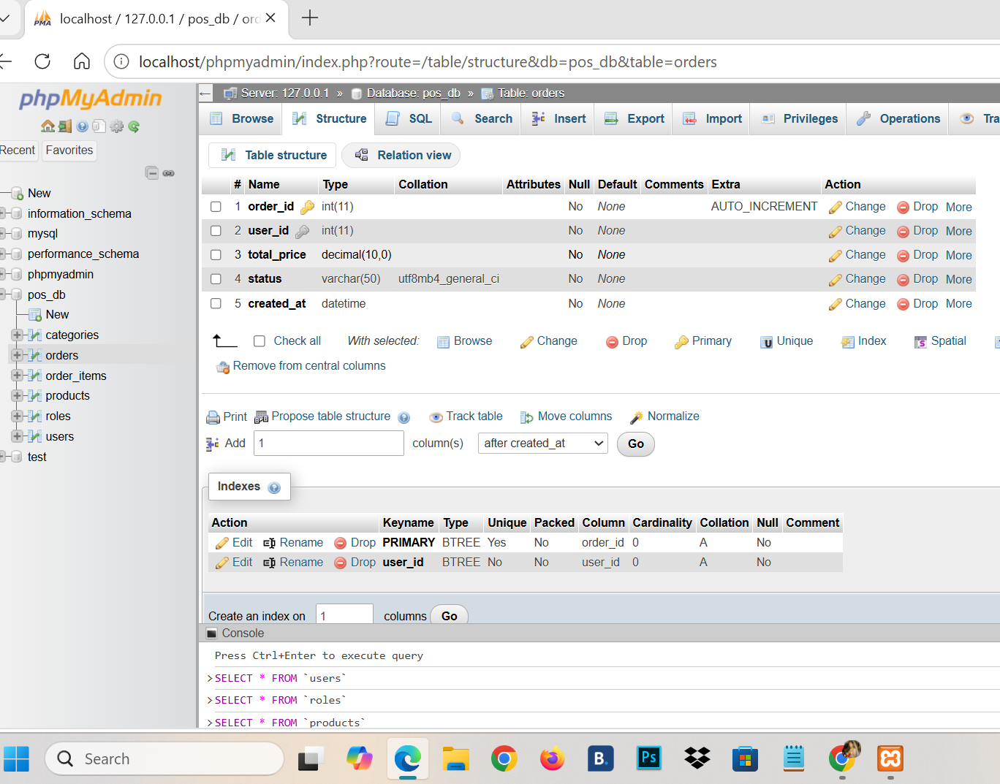 localhost / 127.0.0.1 / pos_db / ord
localhost/phpmyadmin/index.php?route=/table/structure&db=pos_db&table=orders
phpMyAdmin
Recent Favorites
New
information_schema
mysql
performance_schema
phpmyadmin
pos_db
New
categories
orders
order_items
products
roles
users
test
Server: 127.0.0.1 » Database: pos_db » Table: orders
Browse Structure SQL Search Insert Export Import Privileges Operations Tra
Table structure Relation view
# Name Type Collation Attributes Null Default Comments Extra Action
1 order_id int(11) No None AUTO_INCREMENT Change Drop More
2 user_id int(11) No None Change Drop More
3 total_price decimal(10,0) No None Change Drop More
4 status varchar(50) utf8mb4_general_ci No None Change Drop More
5 created_at datetime No None Change Drop More
Check all With selected: Browse Change Drop Primary Unique Index Spatial
Remove from central columns
Print Propose table structure Track table Move columns Normalize
Add 1 column(s) after created_at Go
Indexes
Action Keyname Type Unique Packed Column Cardinality Collation Null Comment
Edit Rename Drop PRIMARY BTREE Yes No order_id 0 A No
Edit Rename Drop user_id BTREE No No user_id 0 A No
Create an index on 1 columns Go
Console
Press Ctrl+Enter to execute query
>SELECT * FROM `users`
>SELECT * FROM `roles`
>SELECT * FROM `products`
Search
B.
Ps